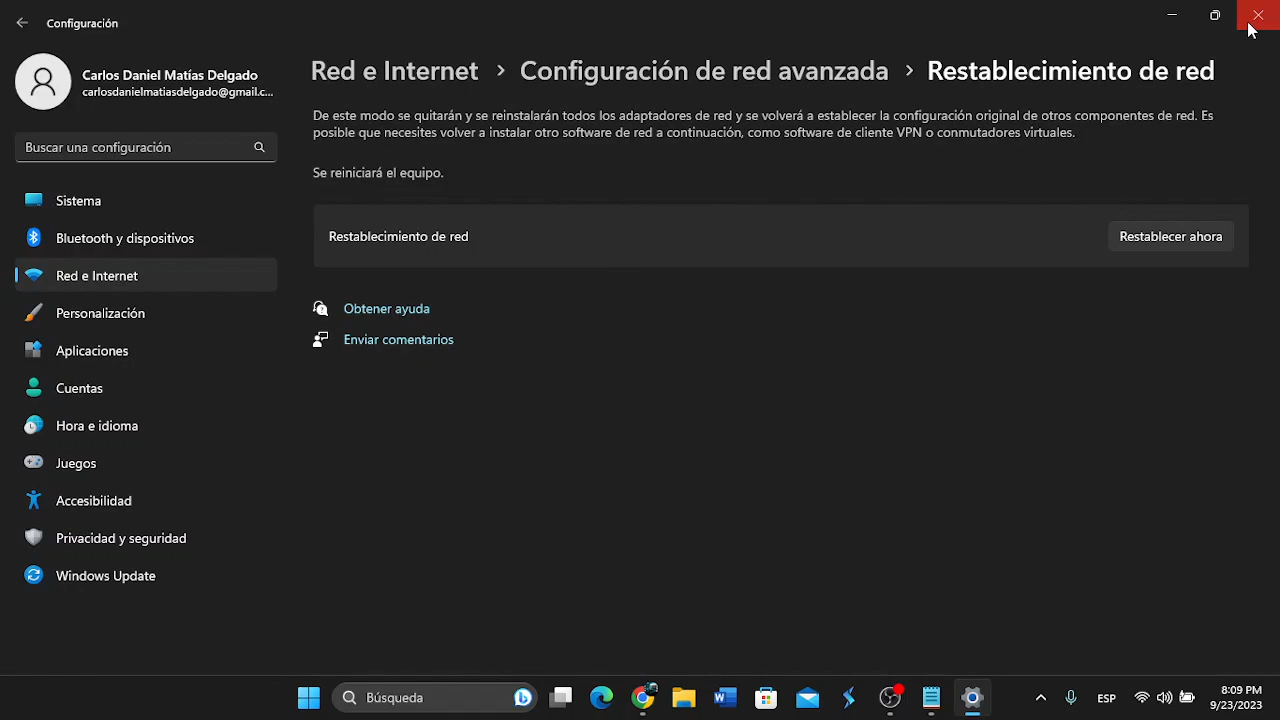 Configuración
Carlos Daniel Matías Delgado
carlosdanielmatiasdelgado@gmail.c...
Buscar una configuración
Sistema
Bluetooth y dispositivos
Red e Internet
Personalización
Aplicaciones
Cuentas
Hora e idioma
Juegos
Accesibilidad
Privacidad y seguridad
Windows Update
Red e Internet > Configuración de red avanzada > Restablecimiento de red
De este modo se quitarán y se reinstalarán todos los adaptadores de red y se volverá a establecer la configuración original de otros componentes de red. Es
posible que necesites volver a instalar otro software de red a continuación, como software de cliente VPN o conmutadores virtuales.
Se reiniciará el equipo.
Restablecimiento de red
Restablecer ahora
Obtener ayuda
Enviar comentarios
Búsqueda
ESP
8:09 PM
9/23/2023